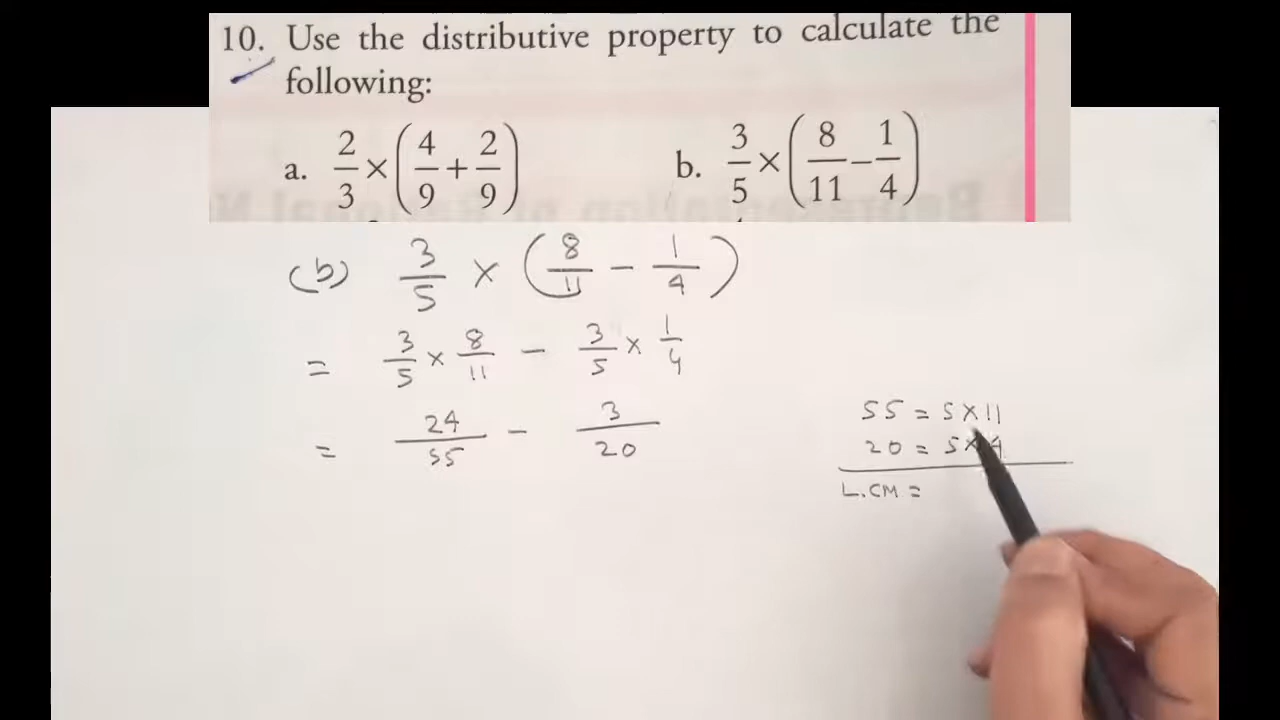 10. Use the distributive property to calculate the
following:
a. 2/3 × (4/9 + 2/9) b. 3/5 × (8/11 − 1/4)
(b) 3/5 × (8/11 − 1/4)
= 3/5 × 8/11 − 3/5 × 1/4
= 24/55 − 3/20
55 = 5×11
20 = 5×4
L.CM =